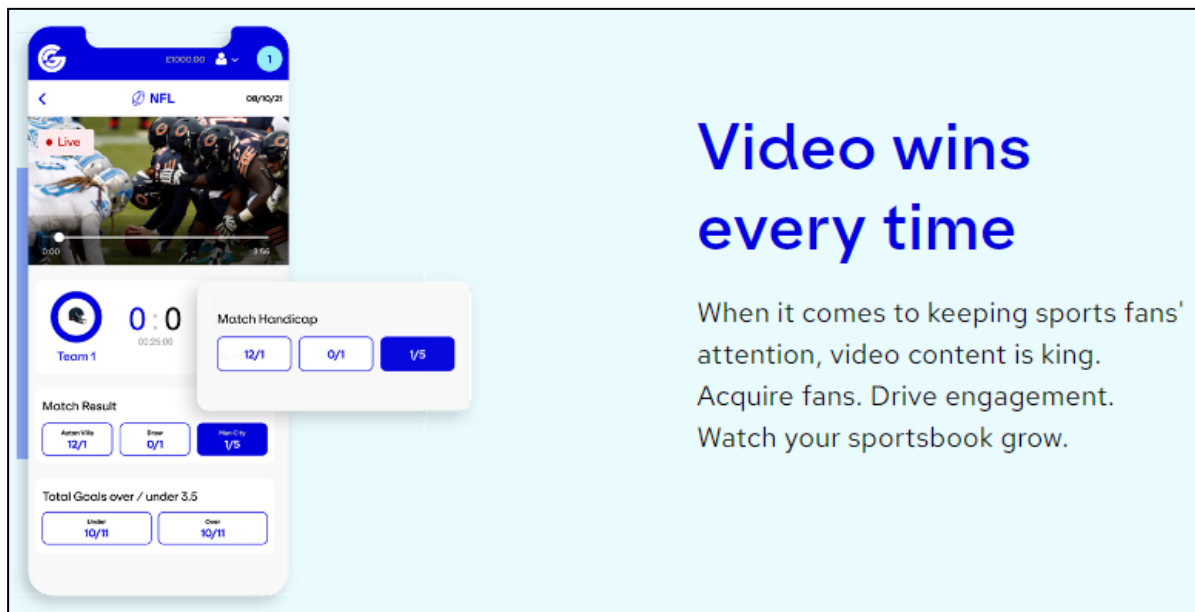 £1000.00
1
NFL
08/10/21
Live
0:00
3:56
0 : 0
00:25:00
Team 1
Match Handicap
12/1
0/1
1/5
Match Result
Aston Villa
12/1
Draw
0/1
Man City
1/5
Total Goals over / under 3.5
Under
10/11
Over
10/11
Video wins
every time
When it comes to keeping sports fans'
attention, video content is king.
Acquire fans. Drive engagement.
Watch your sportsbook grow.